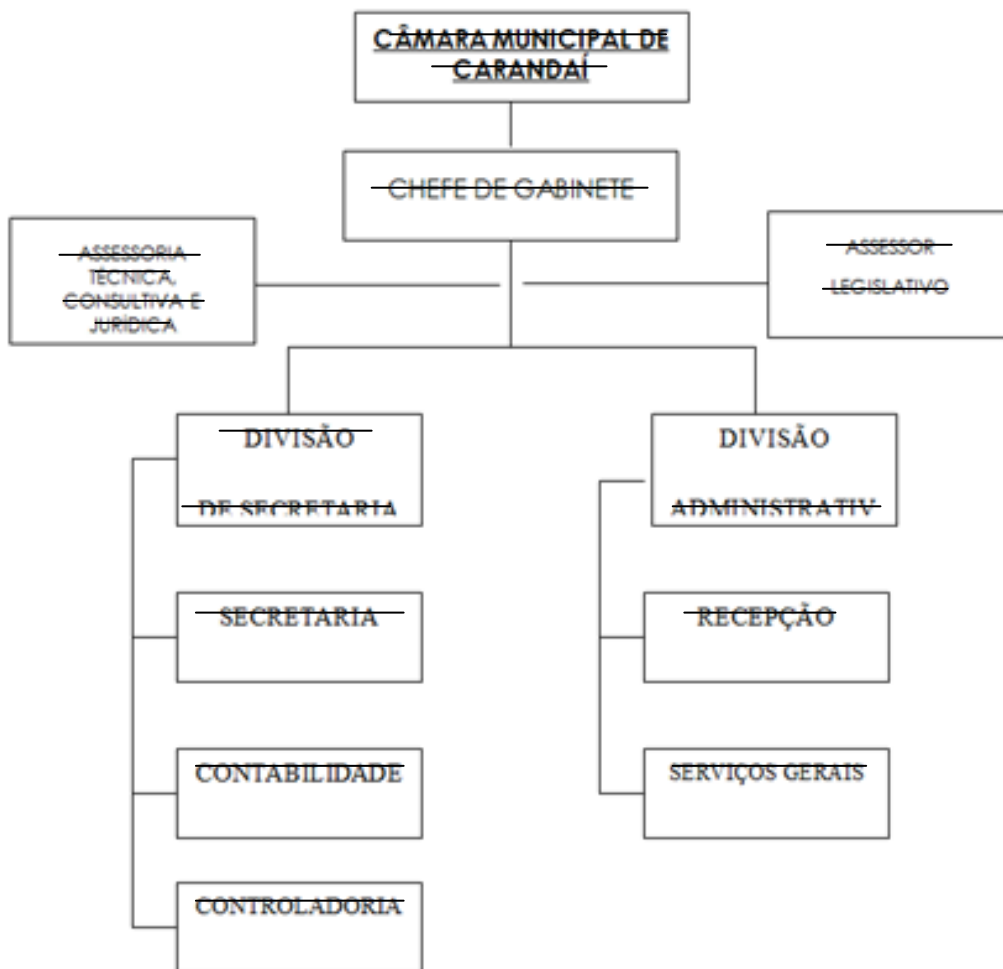 CÂMARA MUNICIPAL DE
CARANDAÍ
CHEFE DE GABINETE
ASSESSORIA
TÉCNICA,
CONSULTIVA E
JURÍDICA
ASSESSOR
LEGISLATIVO
DIVISÃO
DE SECRETARIA
DIVISÃO
ADMINISTRATIV
SECRETARIA
RECEPÇÃO
CONTABILIDADE
SERVIÇOS GERAIS
CONTROLADORIA